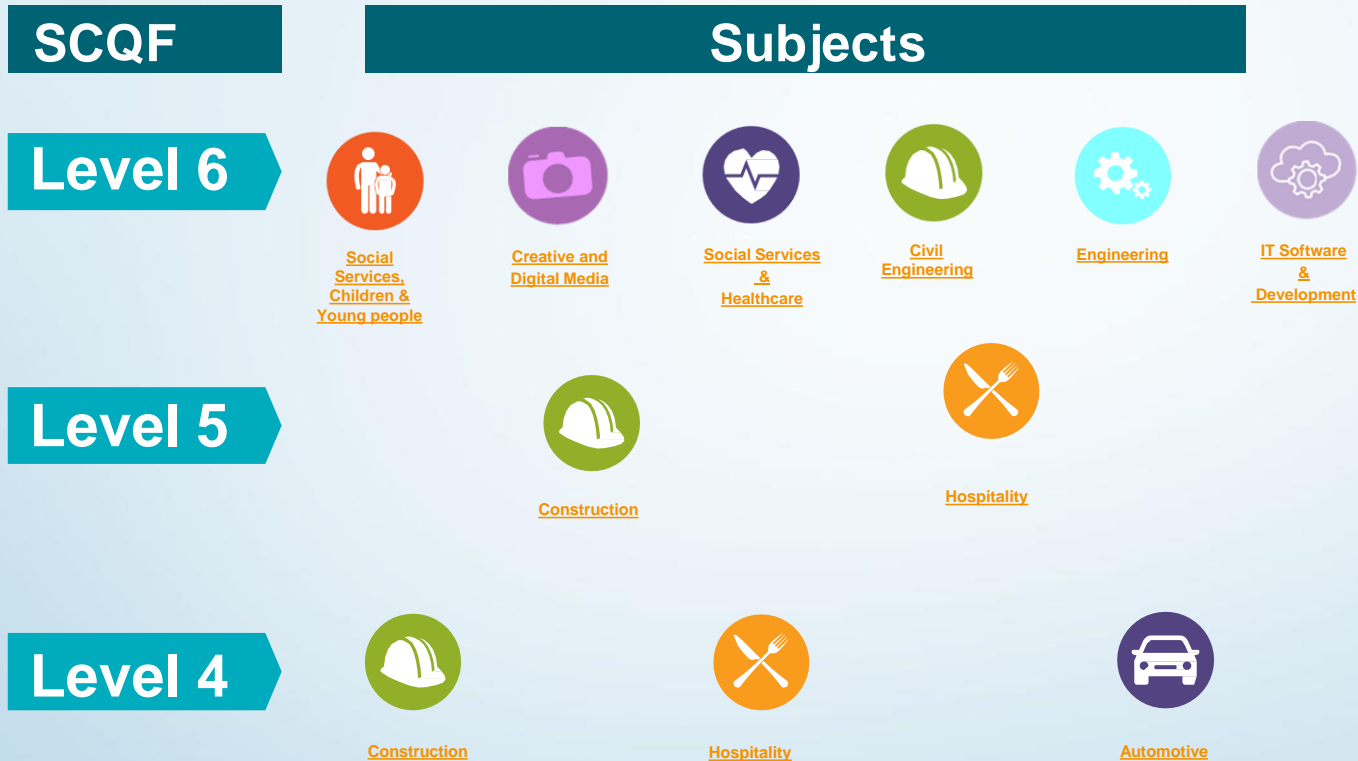 SCQF
Subjects
Level 6
Social
Services,
Children &
Young people
Creative and
Digital Media
Social Services
&
Healthcare
Civil
Engineering
Engineering
IT Software
&
Development
Level 5
Construction
Hospitality
Level 4
Construction
Hospitality
Automotive